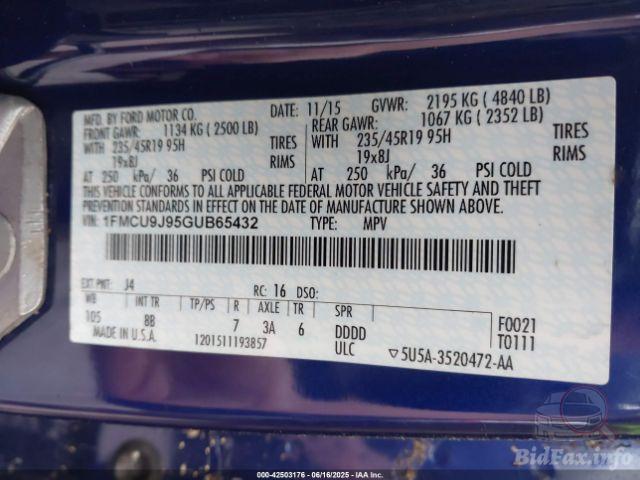 MFD. BY FORD MOTOR CO.
DATE: 11/15 GVWR: 2195 KG ( 4840 LB)
FRONT GAWR: 1134 KG ( 2500 LB) REAR GAWR: 1067 KG ( 2352 LB)
WITH 235/45R19 95H TIRES WITH 235/45R19 95H TIRES
19x8J RIMS 19x8J RIMS
AT 250 kPa/ 36 PSI COLD AT 250 kPa/ 36 PSI COLD
THIS VEHICLE CONFORMS TO ALL APPLICABLE FEDERAL MOTOR VEHICLE SAFETY AND THEFT
PREVENTION STANDARDS IN EFFECT ON THE DATE OF MANUFACTURE SHOWN ABOVE.
VIN: 1FMCU9J95GUB65432 TYPE: MPV
EXT PNT: J4 RC: 16 DSO:
WB INT TR TP/PS R AXLE TR SPR
105 8B 7 3A 6 DDDD F0021
MADE IN U.S.A. 1201511193857 ULC T0111
▽5U5A-3520472-AA
BidFax.info
000-42503176 | 06/16/2025 - IAA Inc.